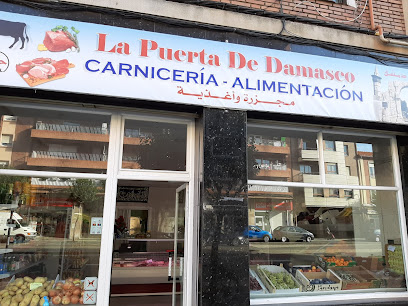 La Puerta De Damasco
CARNICERÍA - ALIMENTACIÓN
مجزرة وأغذية